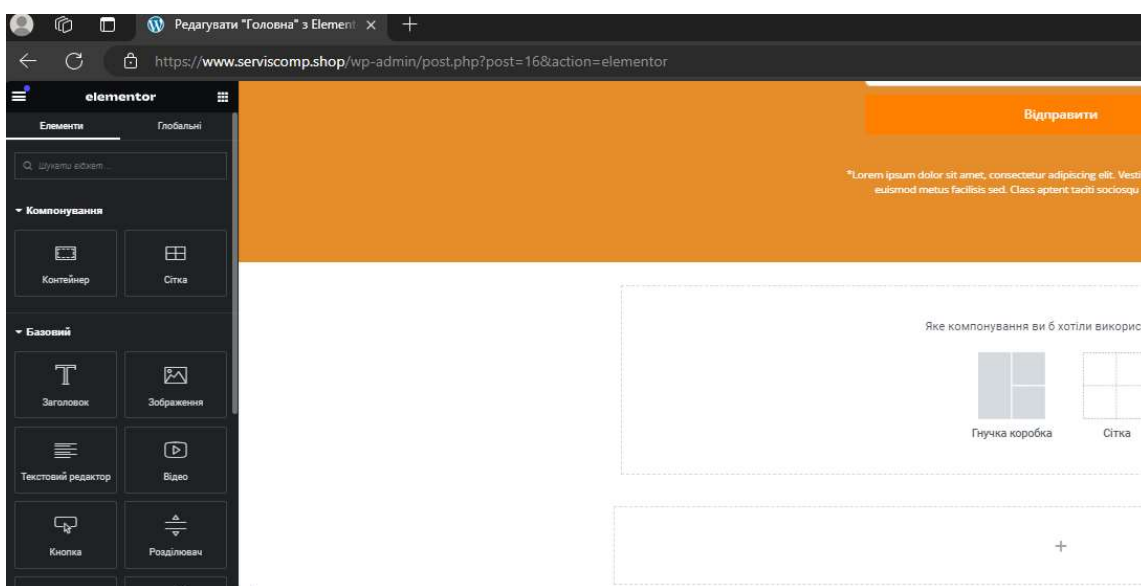 Редагувати "Головна" з Element
https://www.serviscomp.shop/wp-admin/post.php?post=16&action=elementor
elementor
Елементи
Глобальні
Шукати віджет...
Компонування
Контейнер
Сітка
Базовий
Заголовок
Зображення
Текстовий редактор
Відео
Кнопка
Розділювач
Відправити
*Lorem ipsum dolor sit amet, consectetur adipiscing elit. Vesti
euismod metus facilisis sed. Class aptent taciti sociosqu
Яке компонування ви б хотіли викорис
Гнучка коробка
Сітка